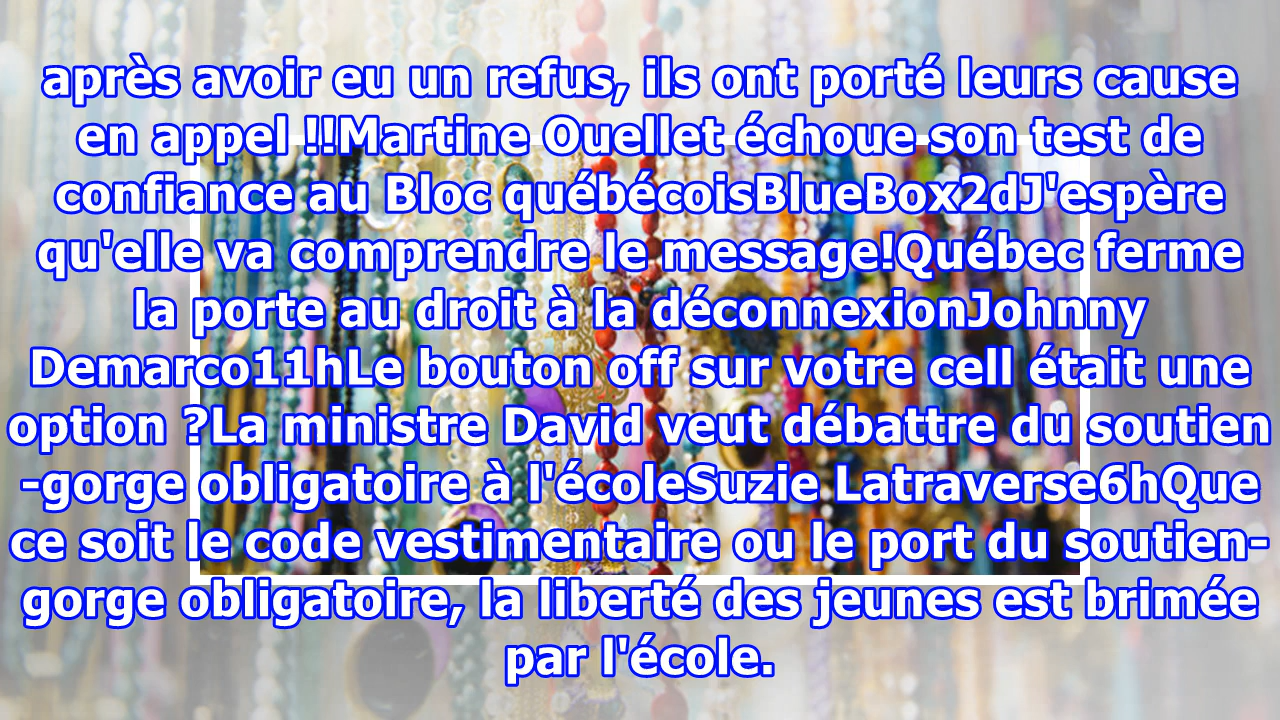 après avoir eu un refus, ils ont porté leurs cause
en appel !!Martine Ouellet échoue son test de
confiance au Bloc québécoisBlueBox2dJ'espère
qu'elle va comprendre le message!Québec ferme
la porte au droit à la déconnexionJohnny
Demarco11hLe bouton off sur votre cell était une
option ?La ministre David veut débattre du soutien
-gorge obligatoire à l'écoleSuzie Latraverse6hQue
ce soit le code vestimentaire ou le port du soutien-
gorge obligatoire, la liberté des jeunes est brimée
par l'école.